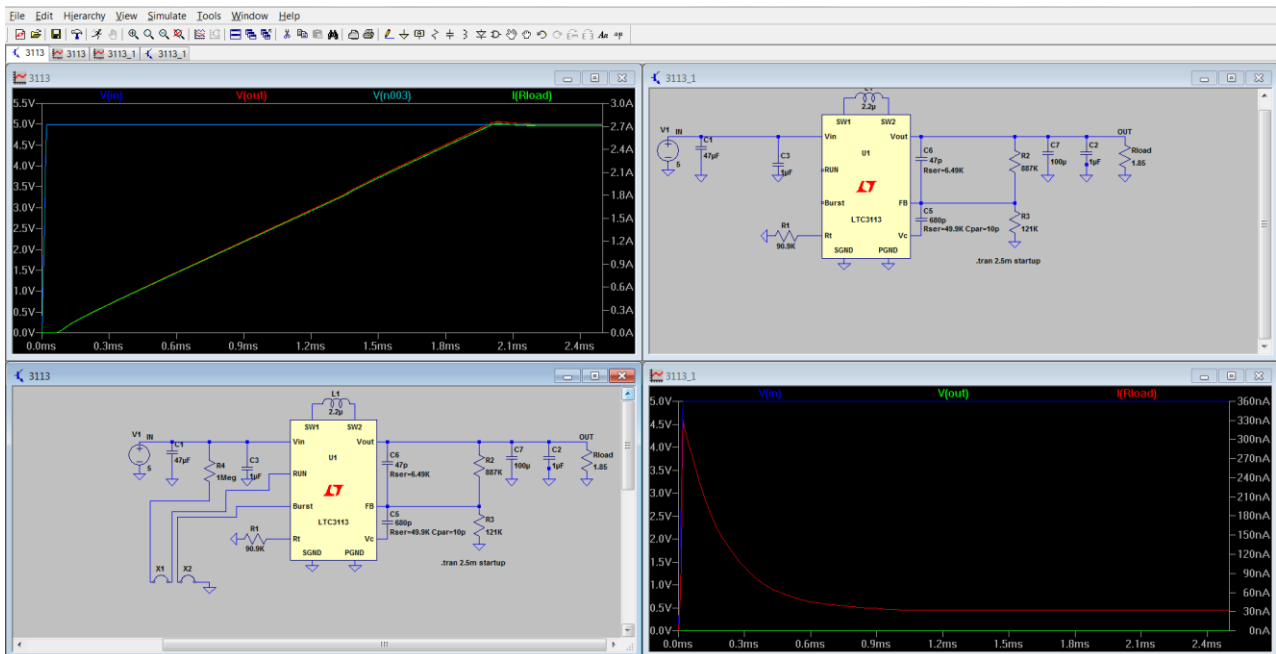 File Edit Hierarchy View Simulate Tools Window Help
3113 3113 3113_1 3113_1
3113
V(in) V(out) V(n003) I(Rload)
5.5V 3.0A
5.0V 2.7A
4.5V 2.4A
4.0V 2.1A
3.5V
3.0V 1.8A
2.5V 1.5A
2.0V 1.2A
1.5V 0.9A
1.0V 0.6A
0.5V 0.3A
0.0V 0.0A
0.0ms 0.3ms 0.6ms 0.9ms 1.2ms 1.5ms 1.8ms 2.1ms 2.4ms
3113_1
2.2µ
SW1 SW2
V1 IN
5
C1
47µF
C3
1µF
Vin Vout
U1
RUN
Burst FB
LTC3113
Rt Vc
SGND PGND
R1
90.9K
C6
47p
Rser=6.49K
C5
680p
Rser=49.9K Cpar=10p
R2
887K
R3
121K
C7
100µ
C2
1µF
OUT
Rload
1.85
.tran 2.5m startup
3113
L1
2.2µ
SW1 SW2
V1 IN
5
C1
47µF
R4
1Meg
C3
1µF
Vin Vout
U1
RUN
Burst FB
LTC3113
Rt Vc
SGND PGND
R1
90.9K
X1 X2
C6
47p
Rser=6.49K
C5
680p
Rser=49.9K Cpar=10p
R2
887K
R3
121K
C7
100µ
C2
1µF
OUT
Rload
1.85
.tran 2.5m startup
3113_1
V(in) V(out) I(Rload)
5.0V 360nA
4.5V 330nA
4.0V 300nA
270nA
3.5V 240nA
3.0V 210nA
2.5V 180nA
2.0V 150nA
1.5V 120nA
1.0V 90nA
60nA
0.5V 30nA
0.0V 0nA
0.0ms 0.3ms 0.6ms 0.9ms 1.2ms 1.5ms 1.8ms 2.1ms 2.4ms